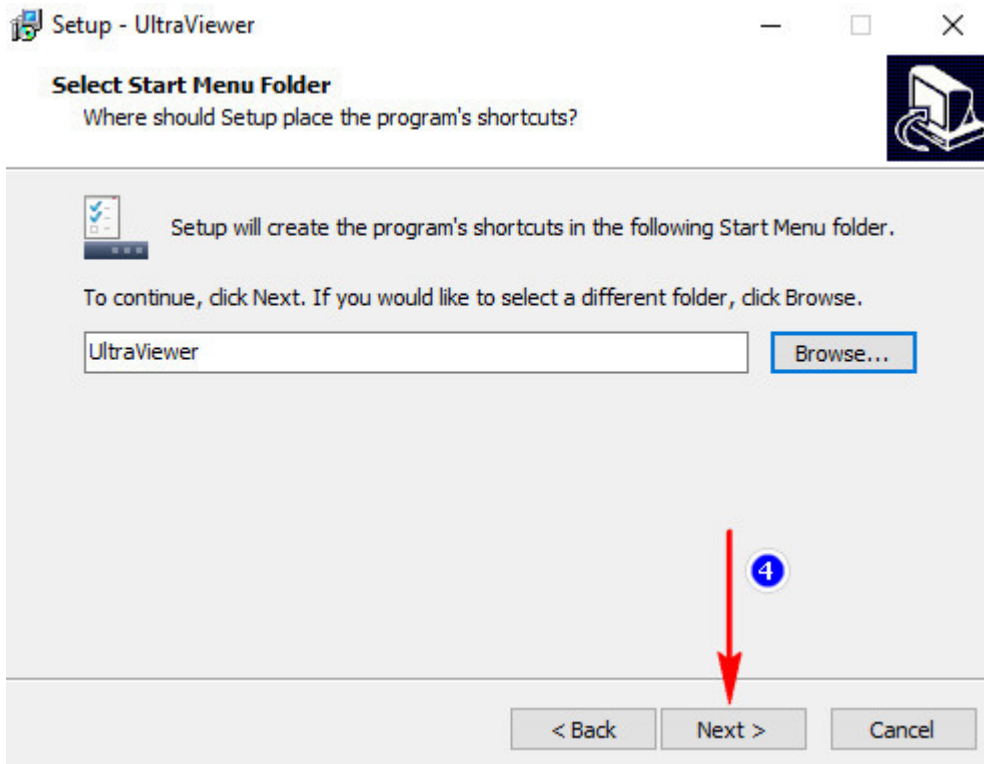 Setup - UltraViewer
Select Start Menu Folder
Where should Setup place the program's shortcuts?
Setup will create the program's shortcuts in the following Start Menu folder.
To continue, click Next. If you would like to select a different folder, click Browse.
UltraViewer
Browse...
4
< Back
Next >
Cancel